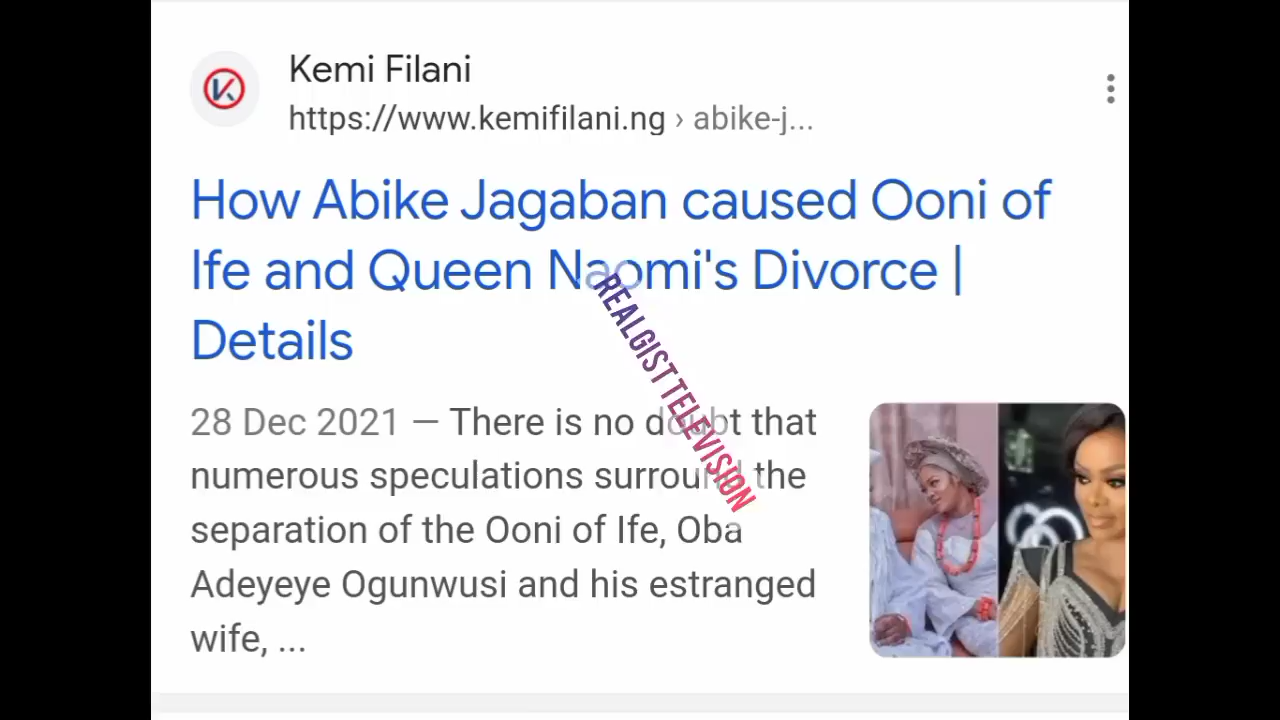 Kemi Filani
https://www.kemifilani.ng › abike-j...
How Abike Jagaban caused Ooni of
Ife and Queen Naomi's Divorce |
Details
28 Dec 2021 — There is no doubt that
numerous speculations surround the
separation of the Ooni of Ife, Oba
Adeyeye Ogunwusi and his estranged
wife, ...
REALGIST TELEVISION